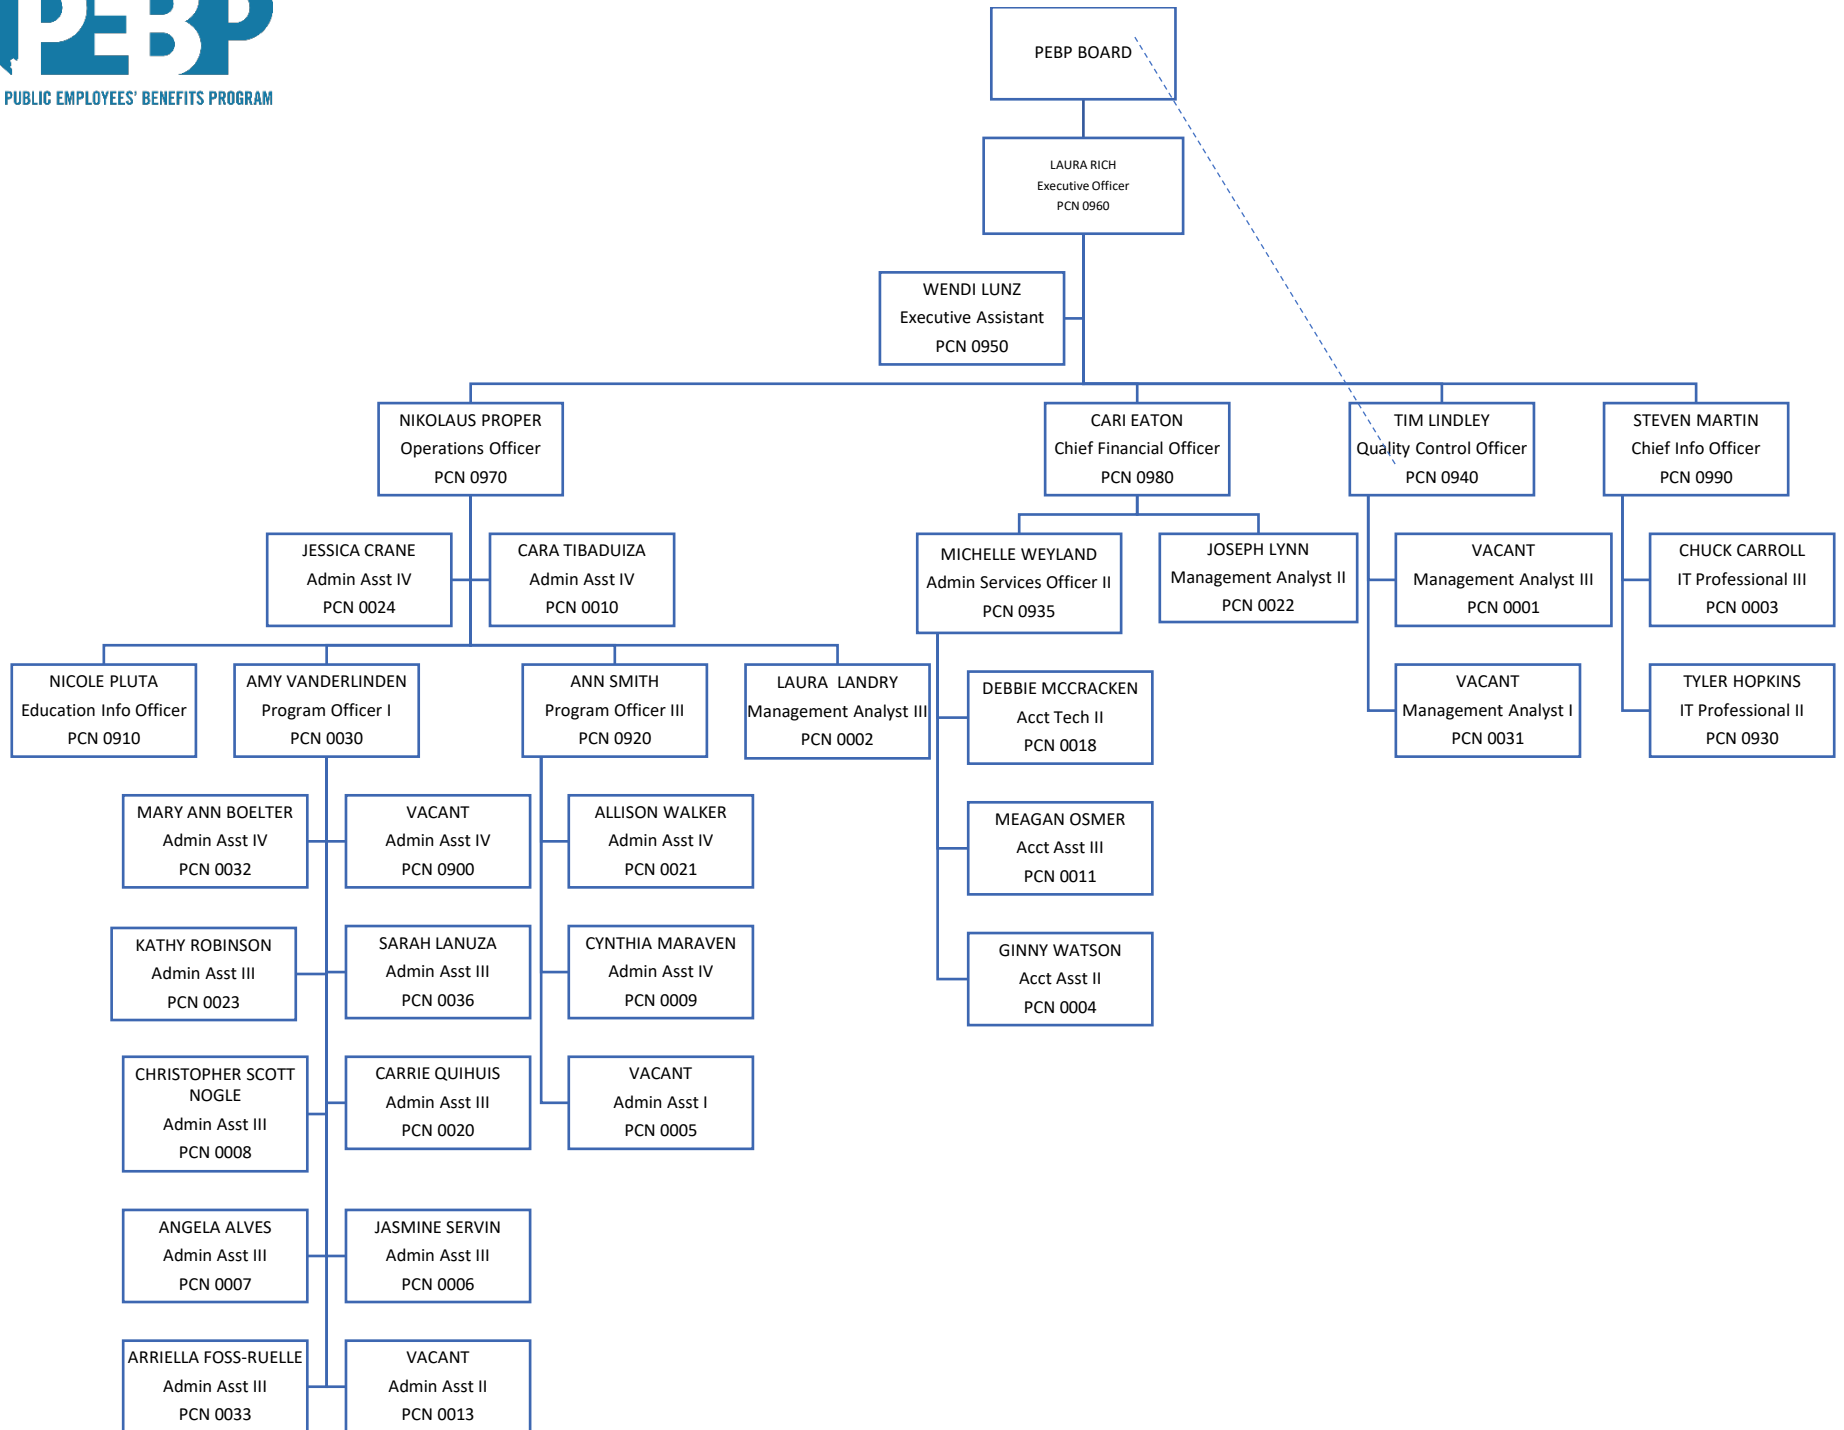 PEBP
PUBLIC EMPLOYEES' BENEFITS PROGRAM
PEBP BOARD
LAURA RICH
Executive Officer
PCN 0960
WENDI LUNZ
Executive Assistant
PCN 0950
NIKOLAUS PROPER
Operations Officer
PCN 0970
CARI EATON
Chief Financial Officer
PCN 0980
TIM LINDLEY
Quality Control Officer
PCN 0940
STEVEN MARTIN
Chief Info Officer
PCN 0990
JESSICA CRANE
Admin Asst IV
PCN 0024
CARA TIBADUIZA
Admin Asst IV
PCN 0010
MICHELLE WEYLAND
Admin Services Officer II
PCN 0935
JOSEPH LYNN
Management Analyst II
PCN 0022
VACANT
Management Analyst III
PCN 0001
CHUCK CARROLL
IT Professional III
PCN 0003
NICOLE PLUTA
Education Info Officer
PCN 0910
AMY VANDERLINDEN
Program Officer I
PCN 0030
ANN SMITH
Program Officer III
PCN 0920
LAURA  LANDRY
Management Analyst III
PCN 0002
DEBBIE MCCRACKEN
Acct Tech II
PCN 0018
VACANT
Management Analyst I
PCN 0031
TYLER HOPKINS
IT Professional II
PCN 0930
MARY ANN BOELTER
Admin Asst IV
PCN 0032
VACANT
Admin Asst IV
PCN 0900
ALLISON WALKER
Admin Asst IV
PCN 0021
MEAGAN OSMER
Acct Asst III
PCN 0011
KATHY ROBINSON
Admin Asst III
PCN 0023
SARAH LANUZA
Admin Asst III
PCN 0036
CYNTHIA MARAVEN
Admin Asst IV
PCN 0009
GINNY WATSON
Acct Asst II
PCN 0004
CHRISTOPHER SCOTT
NOGLE
Admin Asst III
PCN 0008
CARRIE QUIHUIS
Admin Asst III
PCN 0020
VACANT
Admin Asst I
PCN 0005
ANGELA ALVES
Admin Asst III
PCN 0007
JASMINE SERVIN
Admin Asst III
PCN 0006
ARRIELLA FOSS-RUELLE
Admin Asst III
PCN 0033
VACANT
Admin Asst II
PCN 0013